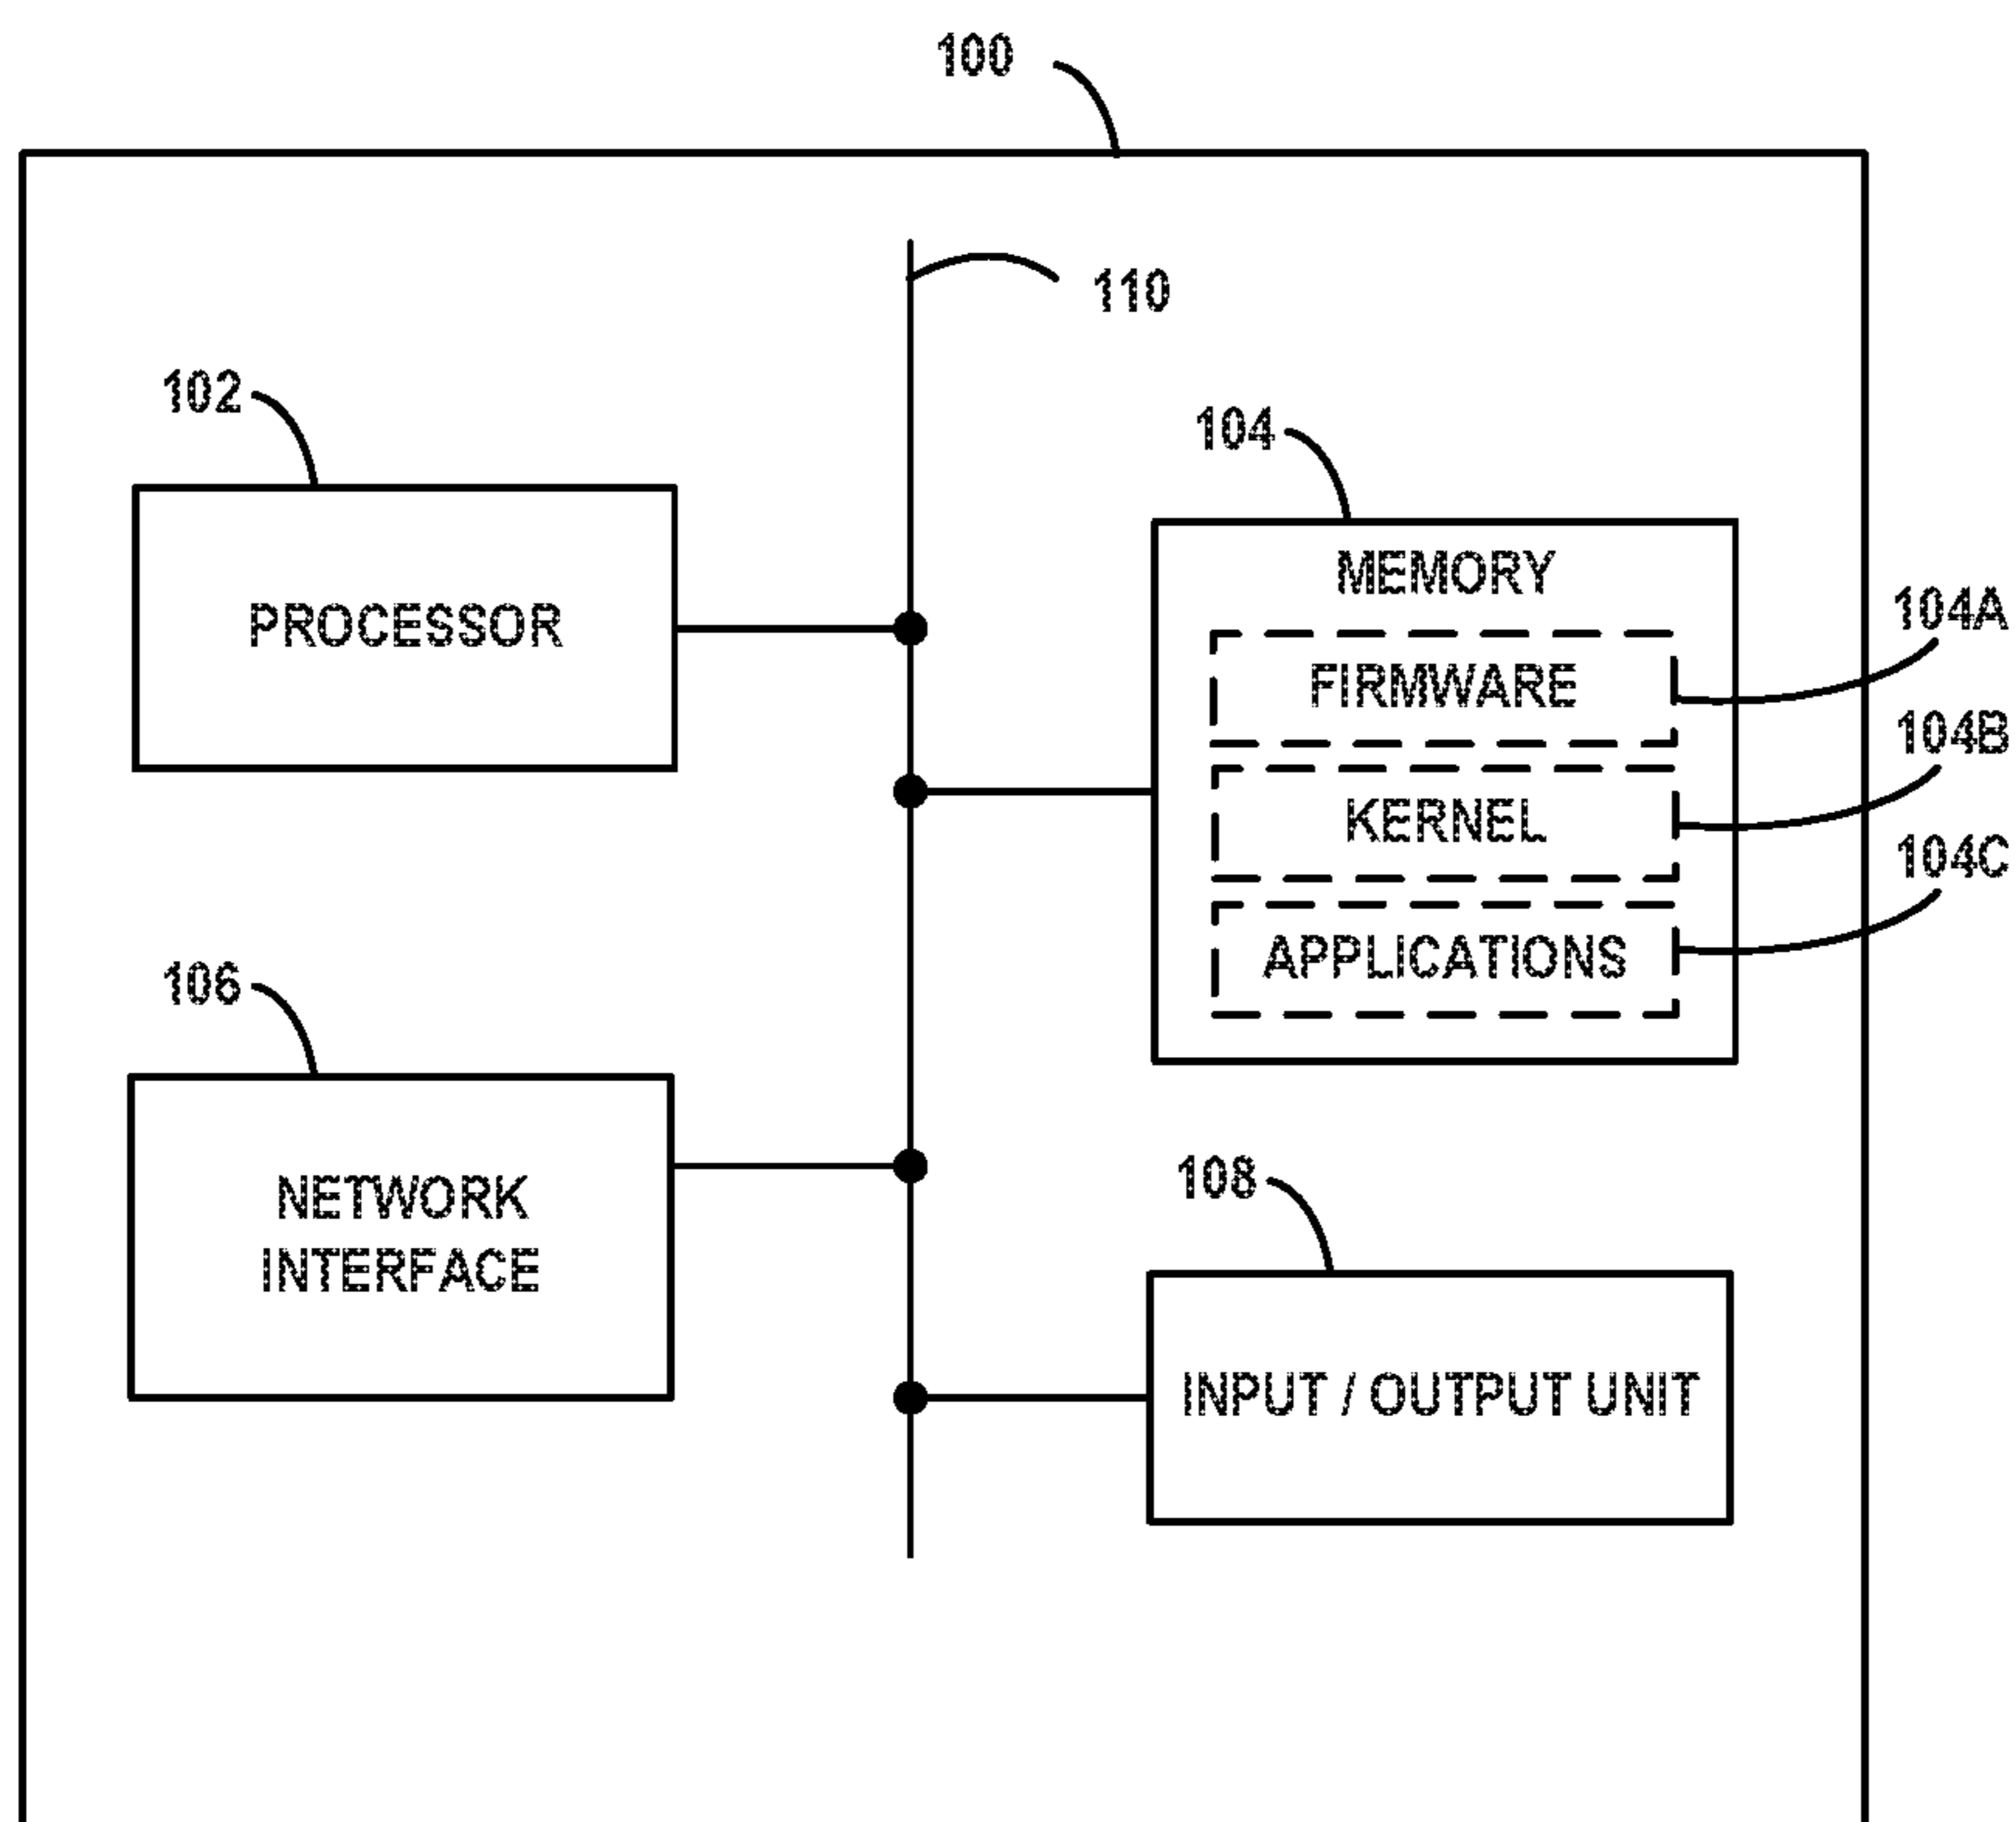 100
110
102
104
PROCESSOR
MEMORY
FIRMWARE
104A
KERNEL
104B
APPLICATIONS
104C
106
NETWORK
INTERFACE
108
INPUT / OUTPUT UNIT